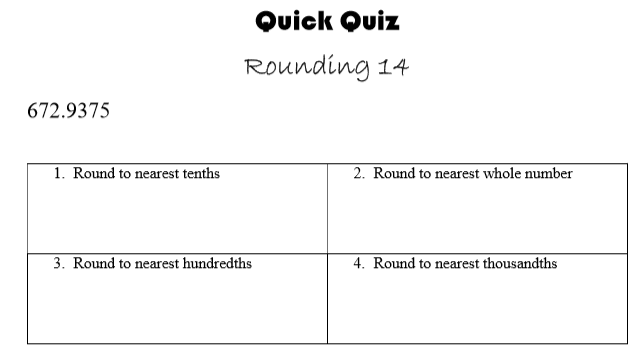 Quick Quiz
Rounding 14
672.9375
1. Round to nearest tenths
2. Round to nearest whole number
3. Round to nearest hundredths
4. Round to nearest thousandths